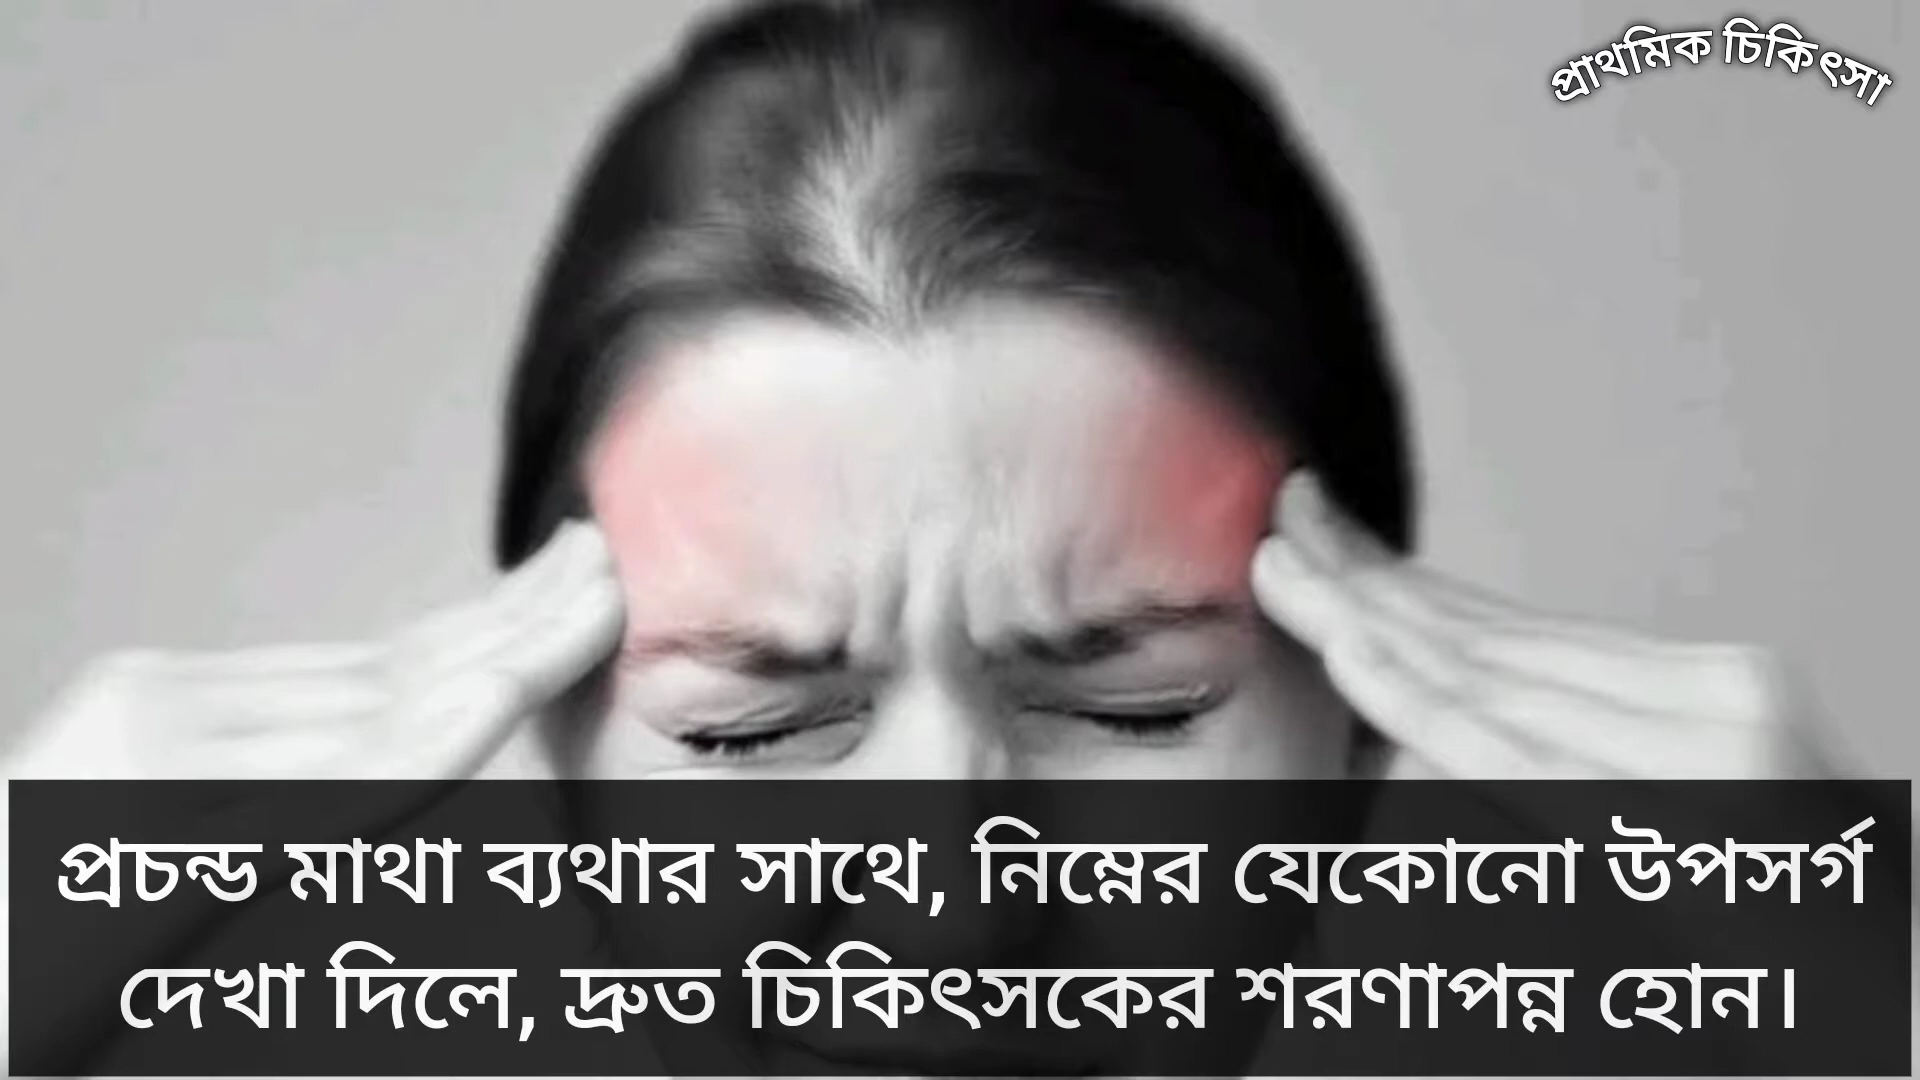 প্রাথমিক চিকিৎসা
প্রচন্ড মাথা ব্যথার সাথে, নিম্নের যেকোনো উপসর্গ
দেখা দিলে, দ্রুত চিকিৎসকের শরণাপন্ন হোন।